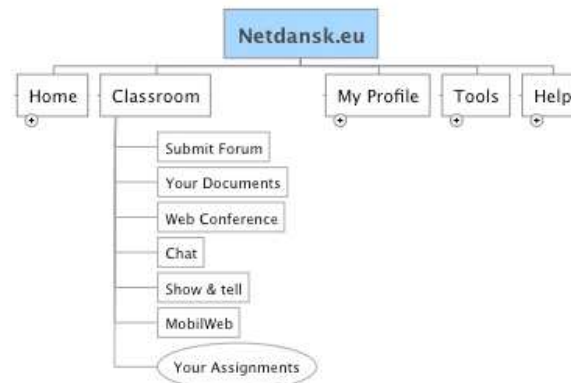 Netdansk.eu
Home
Classroom
My Profile
Tools
Help
Submit Forum
Your Documents
Web Conference
Chat
Show & tell
MobilWeb
Your Assignments